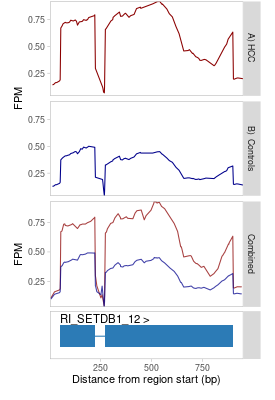 0.75
0.50
0.25
A) HCC
FPM
0.75
0.50
0.25
B): Controls
0.75
0.50
0.25
FPM
Combined
RI_SETDB1_12 >
250 500 750
Distance from region start (bp)